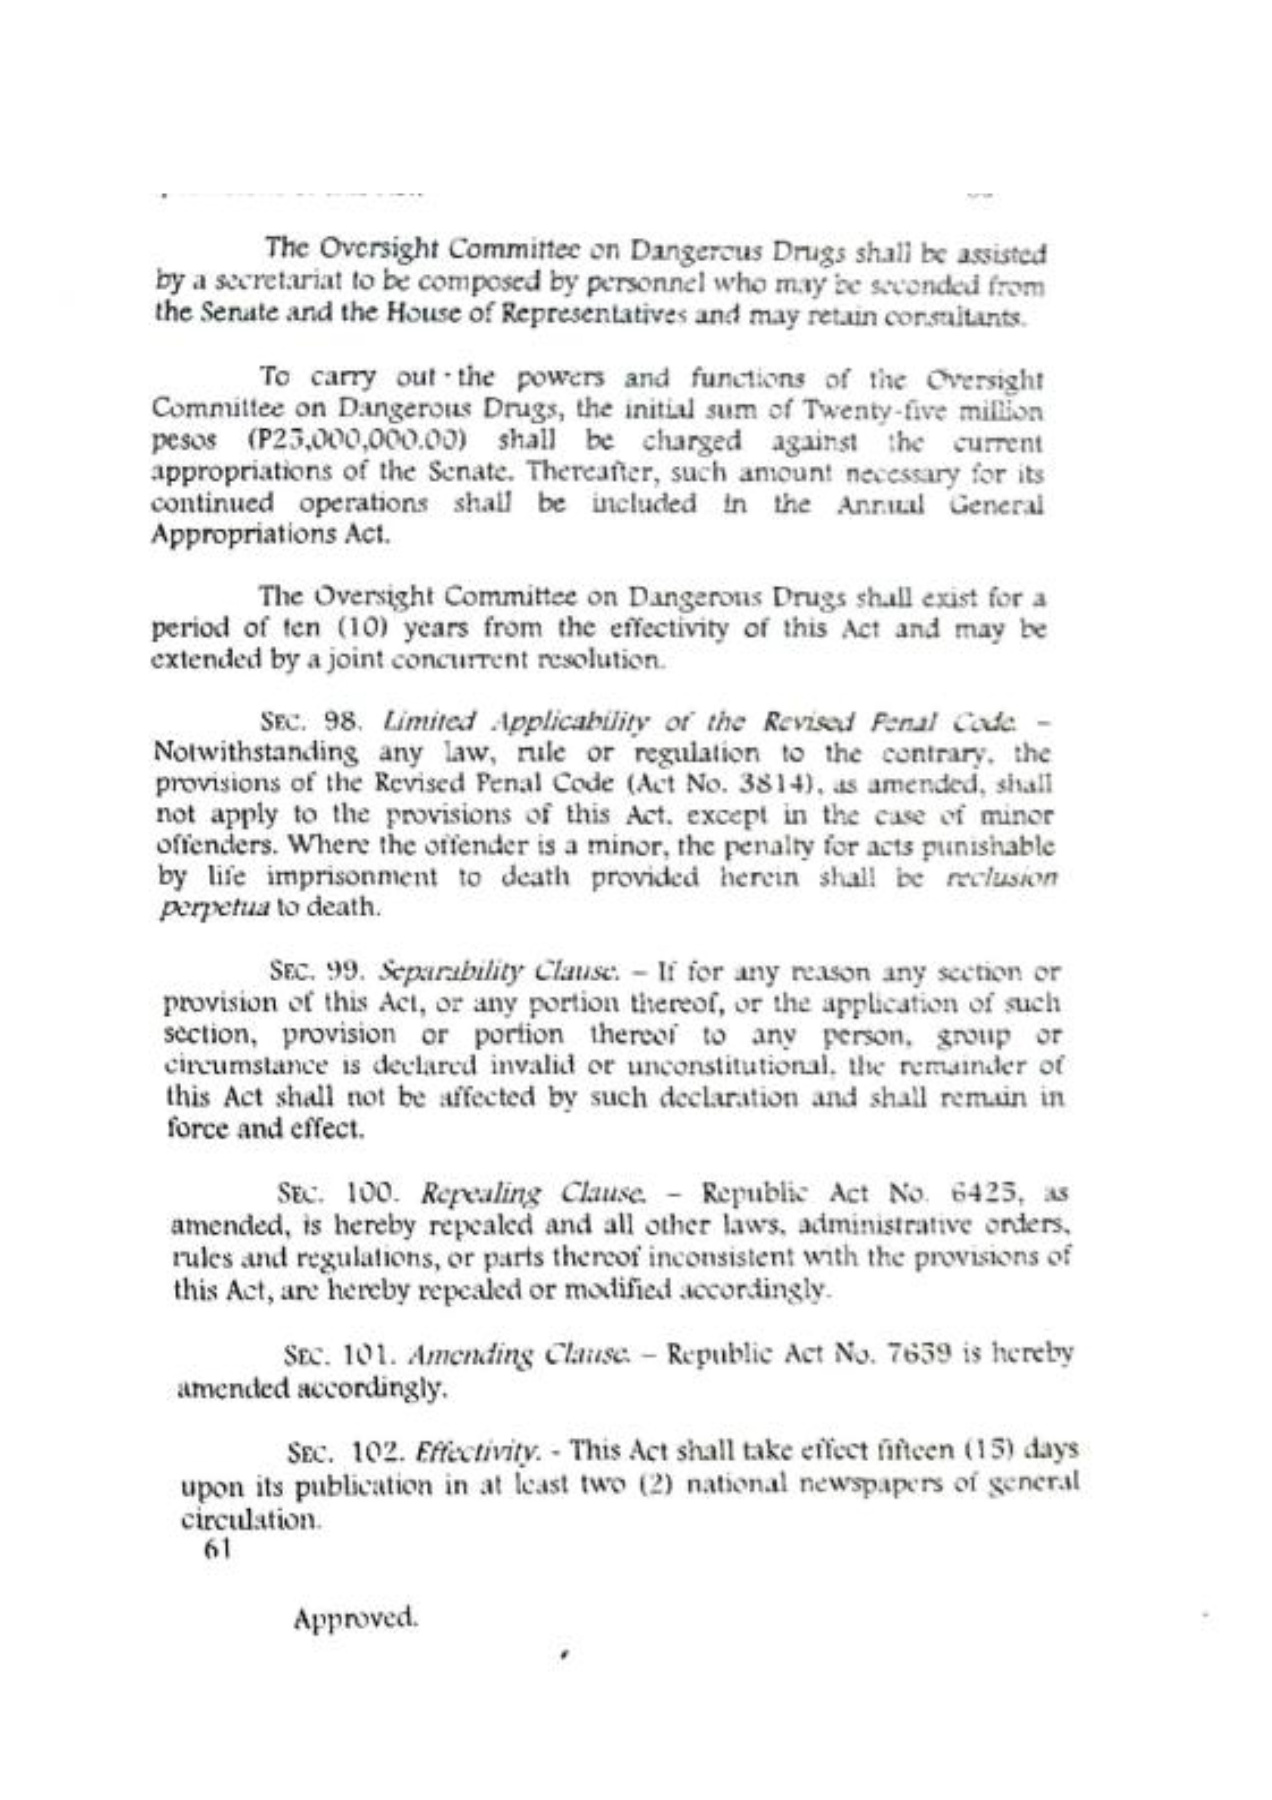 The Oversight Committee on Dangerous Drugs shall be assisted
by a secretariat to be composed by personnel who may be seconded from
the Senate and the House of Representatives and may retain consultants.
To carry out the powers and functions of the Oversight
Committee on Dangerous Drugs, the initial sum of Twenty-five million
pesos (P25,000,000.00) shall be charged against the current
appropriations of the Senate. Thereafter, such amount necessary for its
continued operations shall be included in the Annual General
Appropriations Act.
The Oversight Committee on Dangerous Drugs shall exist for a
period of ten (10) years from the effectivity of this Act and may be
extended by a joint concurrent resolution.
SEC. 98. Limited Applicability of the Revised Penal Code. –
Notwithstanding any law, rule or regulation to the contrary, the
provisions of the Revised Penal Code (Act No. 3814), as amended, shall
not apply to the provisions of this Act, except in the case of minor
offenders. Where the offender is a minor, the penalty for acts punishable
by life imprisonment to death provided herein shall be reclusion
perpetua to death.
SEC. 99. Separability Clause. – If for any reason any section or
provision of this Act, or any portion thereof, or the application of such
section, provision or portion thereof to any person, group or
circumstance is declared invalid or unconstitutional, the remainder of
this Act shall not be affected by such declaration and shall remain in
force and effect.
SEC. 100. Repealing Clause. – Republic Act No. 6425, as
amended, is hereby repealed and all other laws, administrative orders,
rules and regulations, or parts thereof inconsistent with the provisions of
this Act, are hereby repealed or modified accordingly.
SEC. 101. Amending Clause. – Republic Act No. 7659 is hereby
amended accordingly.
SEC. 102. Effectivity. - This Act shall take effect fifteen (15) days
upon its publication in at least two (2) national newspapers of general
circulation.
61
Approved.